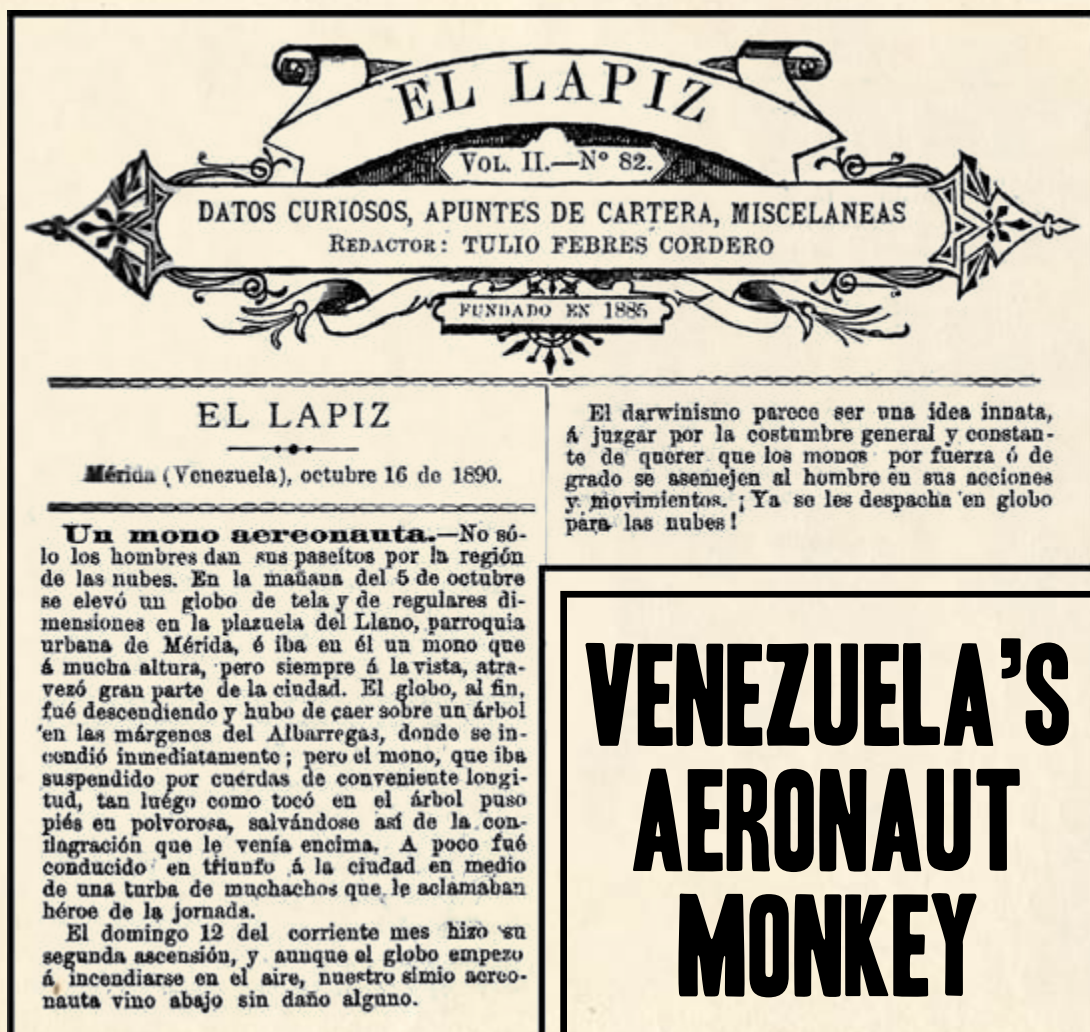 EL LAPIZ
VOL. II.—N° 82.
DATOS CURIOSOS, APUNTES DE CARTERA, MISCELANEAS
REDACTOR: TULIO FEBRES CORDERO
FUNDADO EN 1885
EL LAPIZ
Mérida (Venezuela), octubre 16 de 1890.
Un mono aereonauta.—No só-
lo los hombres dan sus paseítos por la región
de las nubes. En la mañana del 5 de octubre
se elevó un globo de tela y de regulares di-
mensiones en la plazuela del Llano, parroquia
urbana de Mérida, é iba en él un mono que
á mucha altura, pero siempre á la vista, atra-
vezó gran parte de la ciudad. El globo, al fin,
fué descendiendo y hubo de caer sobre un árbol
en las márgenes del Albarregas, donde se in-
cendió inmediatamente; pero el mono, que iba
suspendido por cuerdas de conveniente longi-
tud, tan luégo como tocó en el árbol puso
piés en polvorosa, salvándose así de la con-
flagración que le venía encima. A poco fué
conducido en triunfo á la ciudad en medio
de una turba de muchachos que le aclamaban
héroe de la jornada.
El domingo 12 del corriente mes hizo su
segunda ascensión, y aunque el globo empezo
á incendiarse en el aire, nuestro simio aereo-
nauta vino abajo sin daño alguno.
El darwinismo parece ser una idea innata,
á juzgar por la costumbre general y constan-
te de querer que los monos por fuerza ó de
grado se asemejen al hombre en sus acciones
y movimientos. ¡Ya se les despacha en globo
para las nubes!
VENEZUELA'S
AERONAUT
MONKEY